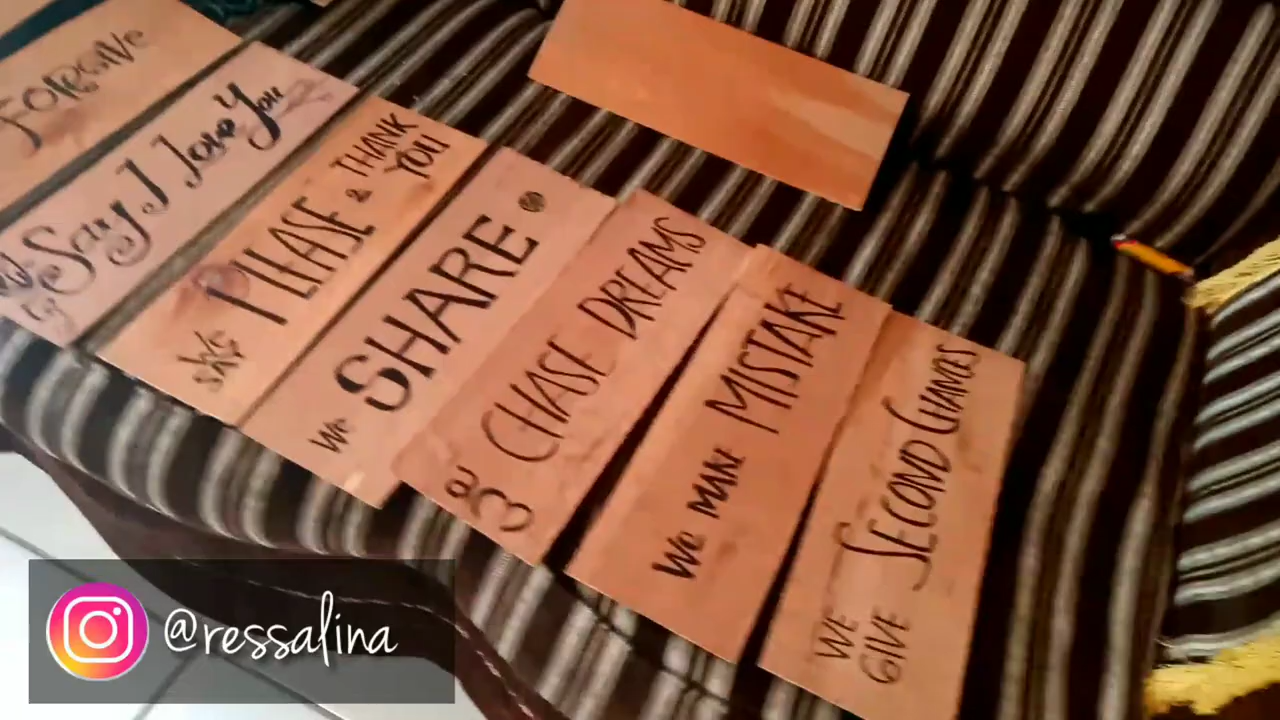 FORGIVE
Say I love You
SAY PLEASE & THANK YOU
We SHARE
CHASE DREAMS
We MAKE MISTAKE
WE GIVE SECOND CHANCES
@ressalina